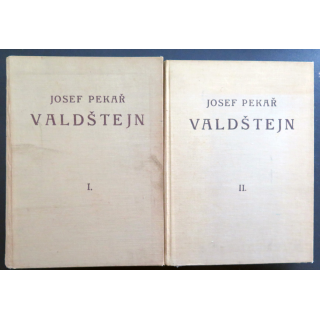 JOSEF PEKAŘ
VALDŠTEJN
I.
JOSEF PEKAŘ
VALDŠTEJN
II.